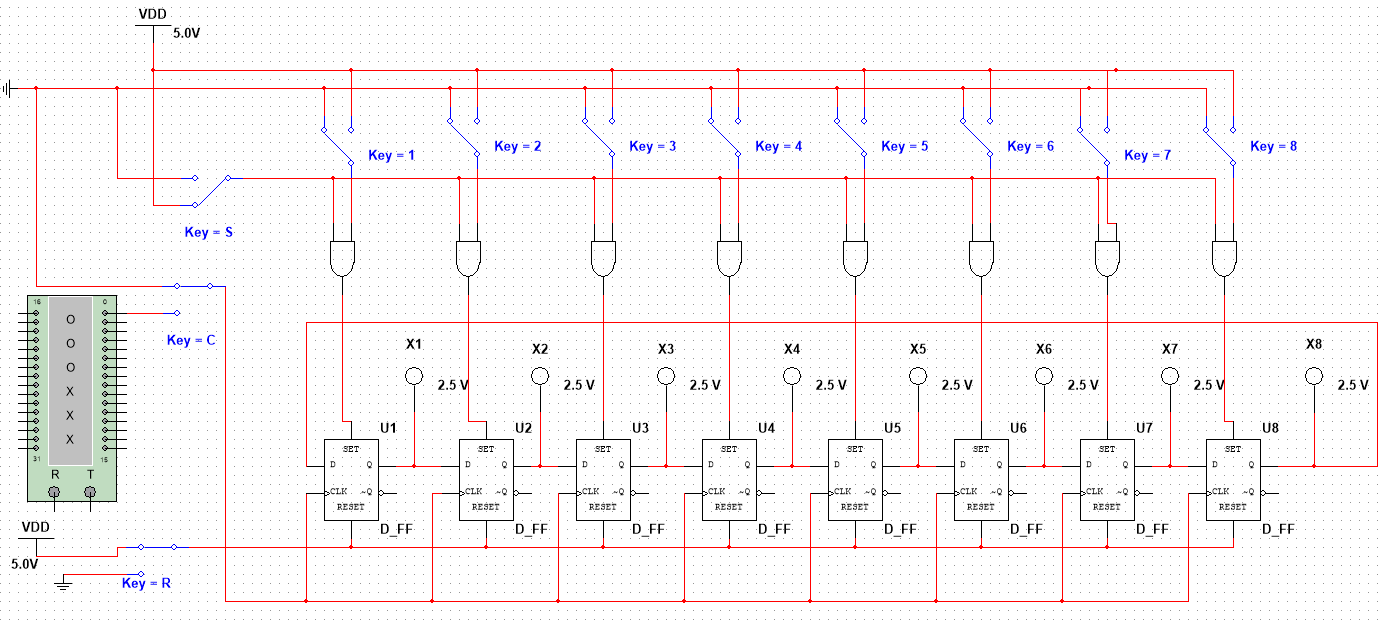 VDD
5.0V
Key = 1
Key = 2
Key = 3
Key = 4
Key = 5
Key = 6
Key = 7
Key = 8
Key = S
16 0
O
O
O
X
X
X
31 15
R T
Key = C
X1 X2 X3 X4 X5 X6 X7 X8
2.5 V 2.5 V 2.5 V 2.5 V 2.5 V 2.5 V 2.5 V 2.5 V
U1 U2 U3 U4 U5 U6 U7 U8
SET SET SET SET SET SET SET SET
D Q D Q D Q D Q D Q D Q D Q D Q
CLK ~Q CLK ~Q CLK ~Q CLK ~Q CLK ~Q CLK ~Q CLK ~Q CLK ~Q
RESET RESET RESET RESET RESET RESET RESET RESET
D_FF D_FF D_FF D_FF D_FF D_FF D_FF D_FF
VDD
5.0V
Key = R